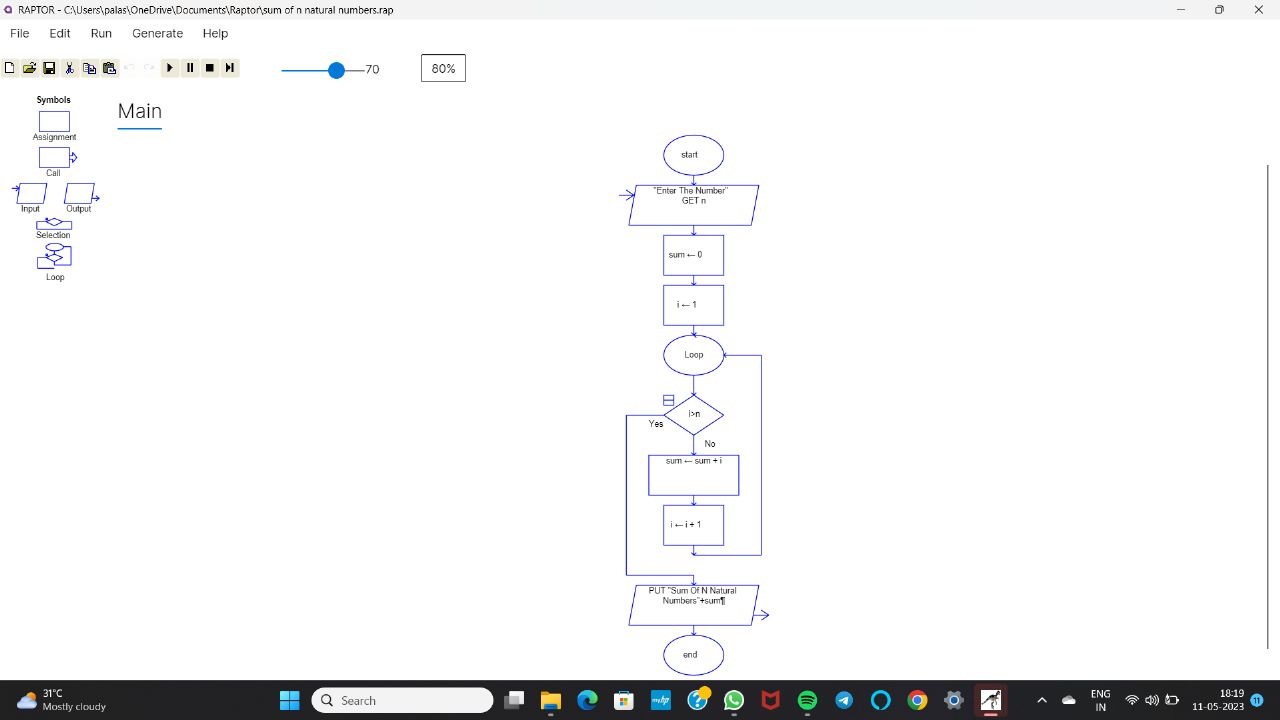 RAPTOR - C:\Users\palas\OneDrive\Documents\Raptor\sum of n natural numbers.rap
File Edit Run Generate Help
70
80%
Symbols
Assignment
Call
Input Output
Selection
Loop
Main
start
"Enter The Number"
GET n
sum ← 0
i ← 1
Loop
i>n
Yes
No
sum ← sum + i
i ← i + 1
PUT "Sum Of N Natural
Numbers"+sum¶
end
31°C
Mostly cloudy
Search
myhp
ENG
IN
18:19
11-05-2023
11